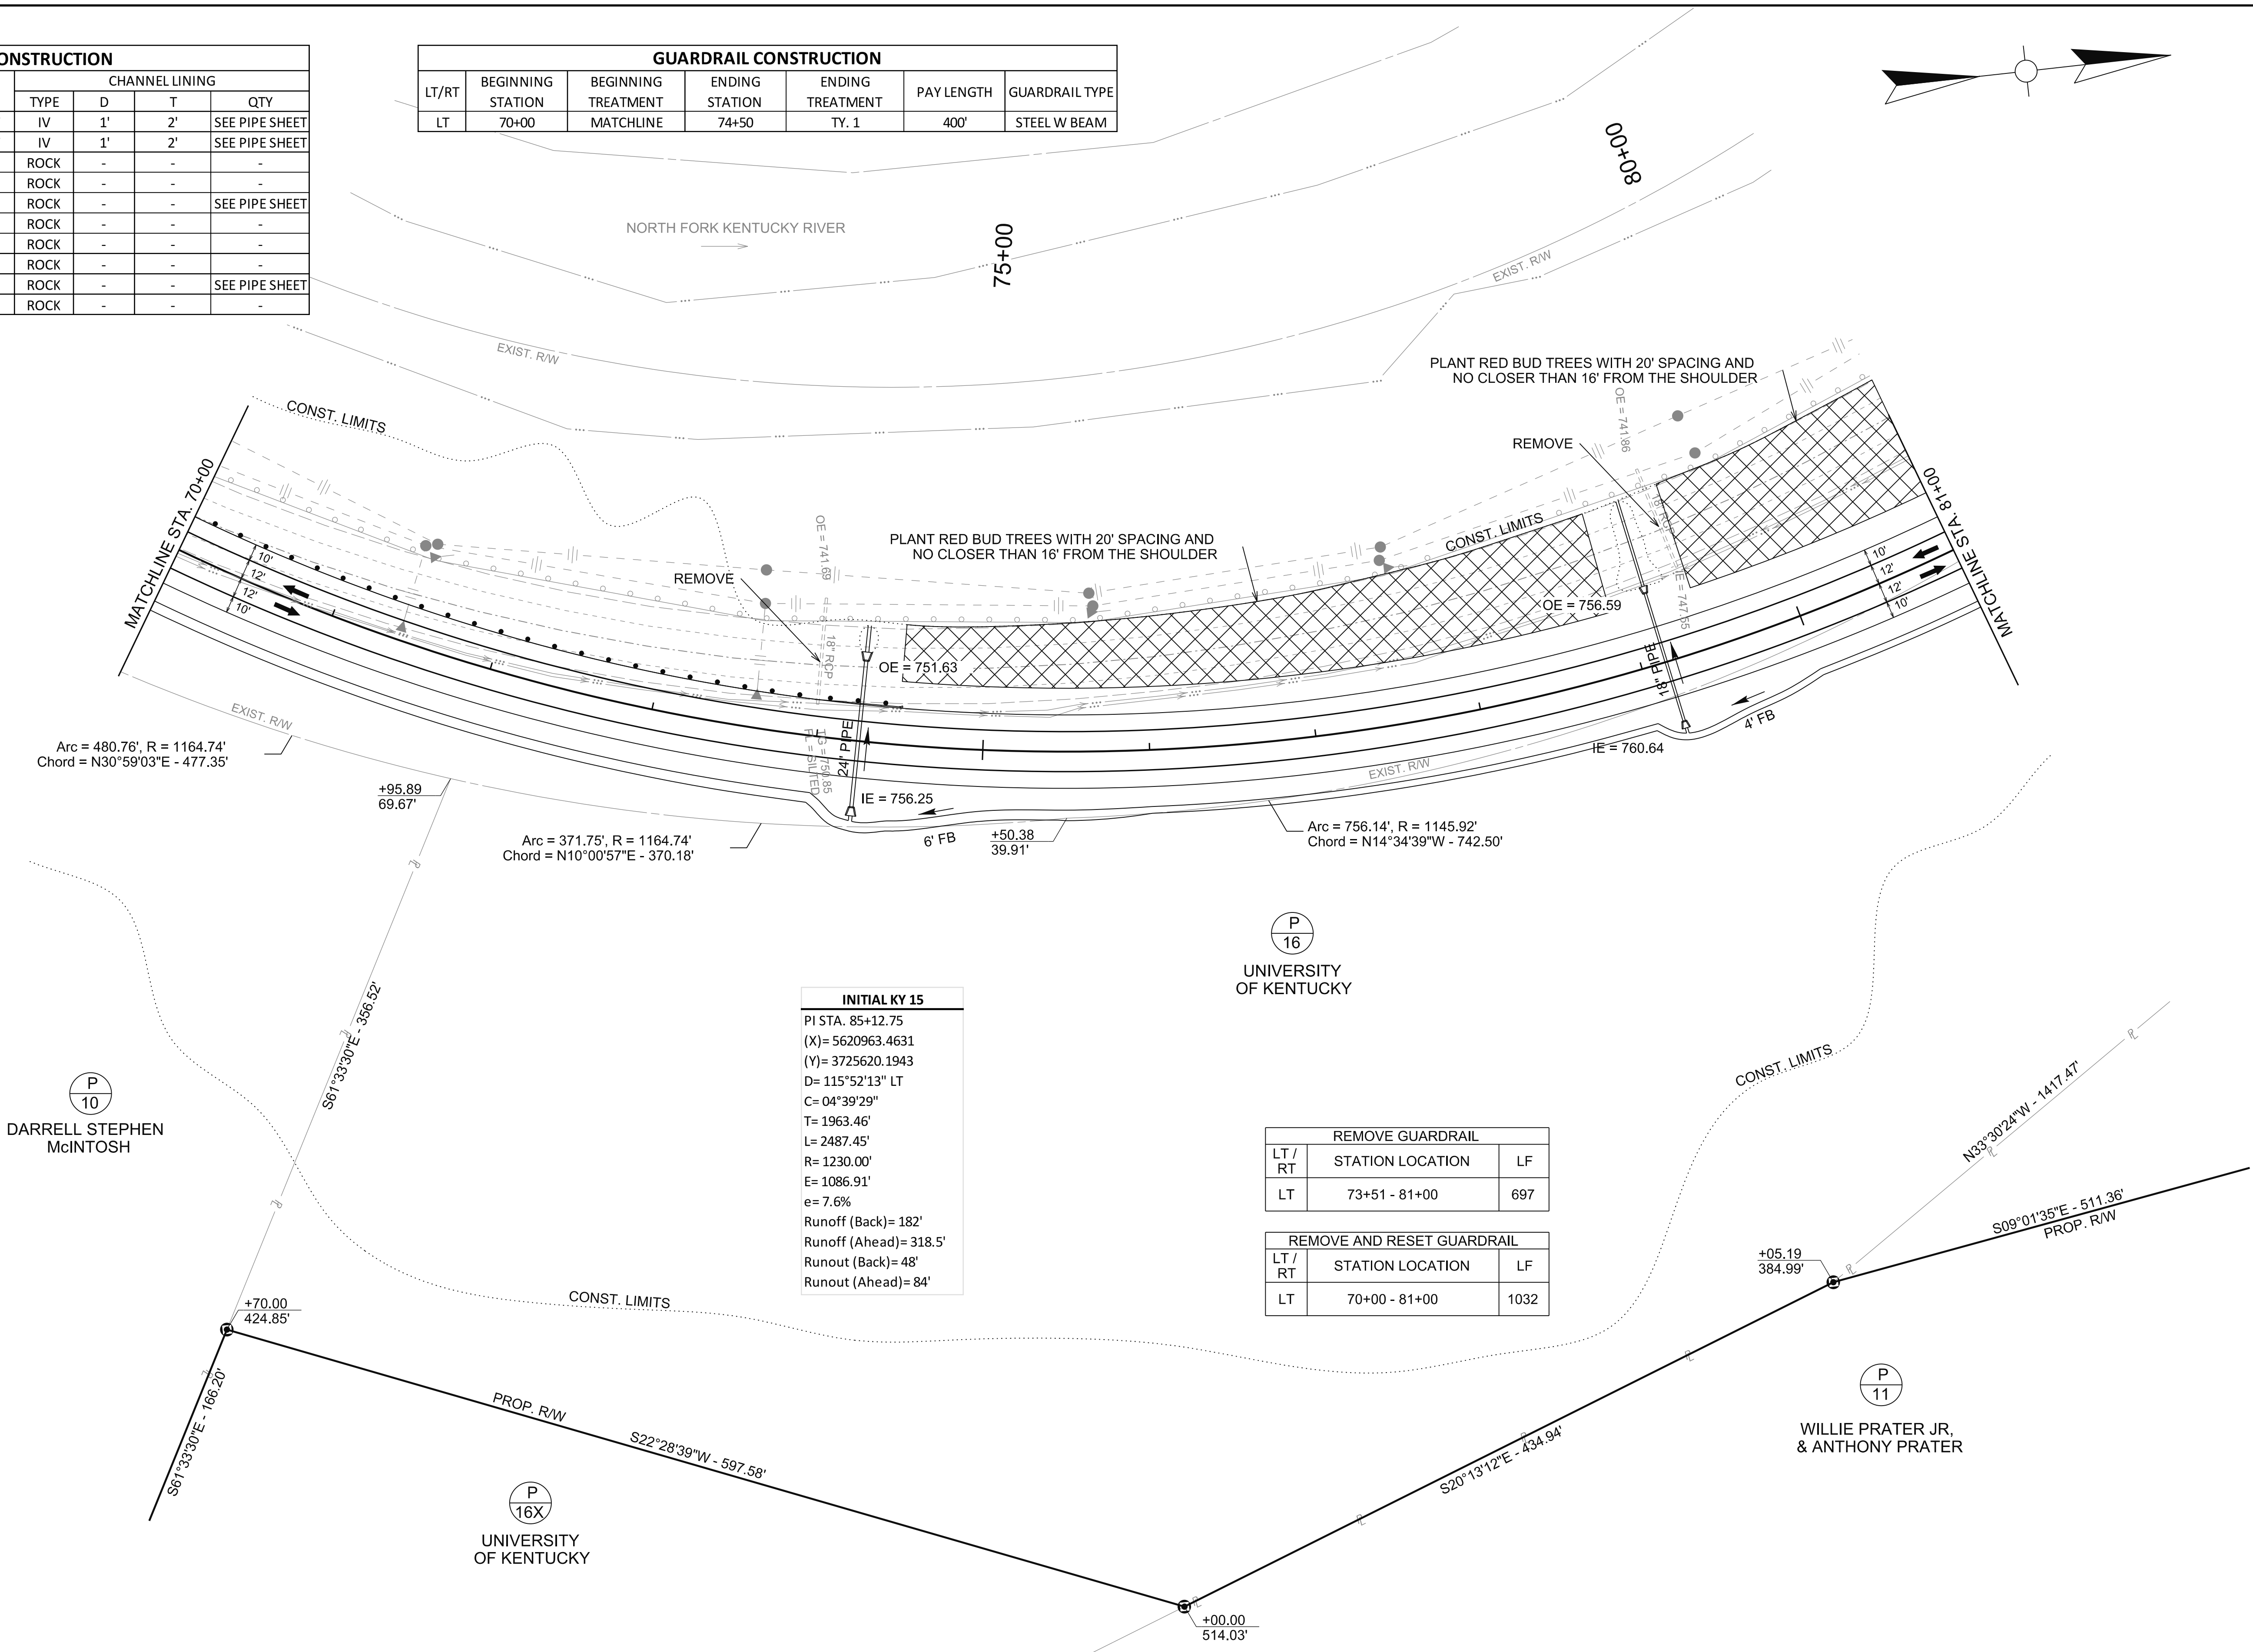 ONSTRUCTION
CHANNEL LINING
TYPE D T QTY
IV 1' 2' SEE PIPE SHEET
IV 1' 2' SEE PIPE SHEET
ROCK - - -
ROCK - - -
ROCK - - SEE PIPE SHEET
ROCK - - -
ROCK - - -
ROCK - - -
ROCK - - SEE PIPE SHEET
ROCK - - -
GUARDRAIL CONSTRUCTION
LT/RT BEGINNING STATION BEGINNING TREATMENT ENDING STATION ENDING TREATMENT PAY LENGTH GUARDRAIL TYPE
LT 70+00 MATCHLINE 74+50 TY. 1 400' STEEL W BEAM
80+00
NORTH FORK KENTUCKY RIVER
75+00
EXIST. R/W
EXIST. R/W
PLANT RED BUD TREES WITH 20' SPACING AND
NO CLOSER THAN 16' FROM THE SHOULDER
CONST. LIMITS
OE = 741.86
REMOVE
MATCHLINE STA. 70+00
10'
12'
12'
10'
OE = 741.69
PLANT RED BUD TREES WITH 20' SPACING AND
NO CLOSER THAN 16' FROM THE SHOULDER
CONST. LIMITS
REMOVE
18" RCP
OE = 751.63
OE = 756.59
IE = 747.55
10'
12'
12'
10'
MATCHLINE STA. 81+00
18" PIPE
24" PIPE
TG = 750.85
FL = SILTED
IE = 756.25
IE = 760.64
4' FB
EXIST. R/W
EXIST. R/W
Arc = 480.76', R = 1164.74'
Chord = N30°59'03"E - 477.35'
+95.89
69.67'
Arc = 371.75', R = 1164.74'
Chord = N10°00'57"E - 370.18'
6' FB
+50.38
39.91'
Arc = 756.14', R = 1145.92'
Chord = N14°34'39"W - 742.50'
P
16
UNIVERSITY
OF KENTUCKY
S61°33'30"E - 356.52'
P
10
DARRELL STEPHEN
McINTOSH
INITIAL KY 15
PI STA. 85+12.75
(X)= 5620963.4631
(Y)= 3725620.1943
D= 115°52'13" LT
C= 04°39'29"
T= 1963.46'
L= 2487.45'
R= 1230.00'
E= 1086.91'
e= 7.6%
Runoff (Back)= 182'
Runoff (Ahead)= 318.5'
Runout (Back)= 48'
Runout (Ahead)= 84'
CONST. LIMITS
N33°30'24"W - 1417.47'
REMOVE GUARDRAIL
LT / RT STATION LOCATION LF
LT 73+51 - 81+00 697
REMOVE AND RESET GUARDRAIL
LT / RT STATION LOCATION LF
LT 70+00 - 81+00 1032
S09°01'35"E - 511.36'
PROP. R/W
+05.19
384.99'
+70.00
424.85'
CONST. LIMITS
S61°33'30"E - 166.20'
PROP. R/W
S22°28'39"W - 597.58'
S20°13'12"E - 434.94'
P
11
WILLIE PRATER JR,
& ANTHONY PRATER
P
16X
UNIVERSITY
OF KENTUCKY
+00.00
514.03'